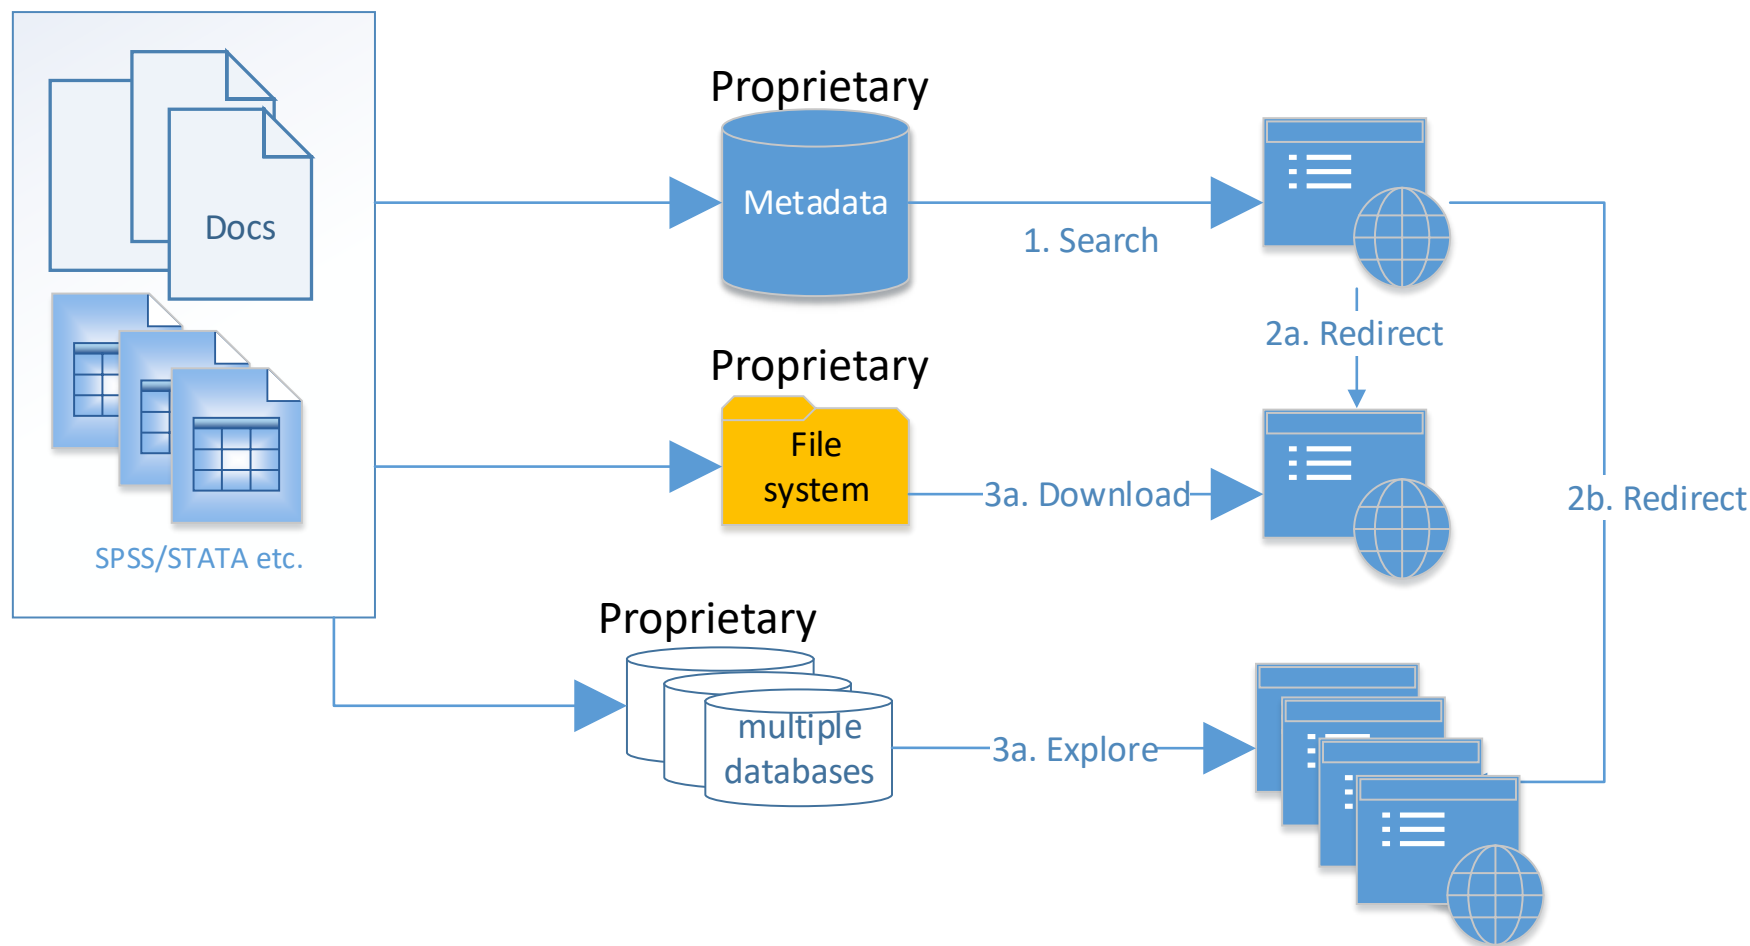 Proprietary
Docs
Metadata
1. Search
2a. Redirect
Proprietary
File
system
3a. Download
2b. Redirect
SPSS/STATA etc.
Proprietary
multiple
databases
3a. Explore